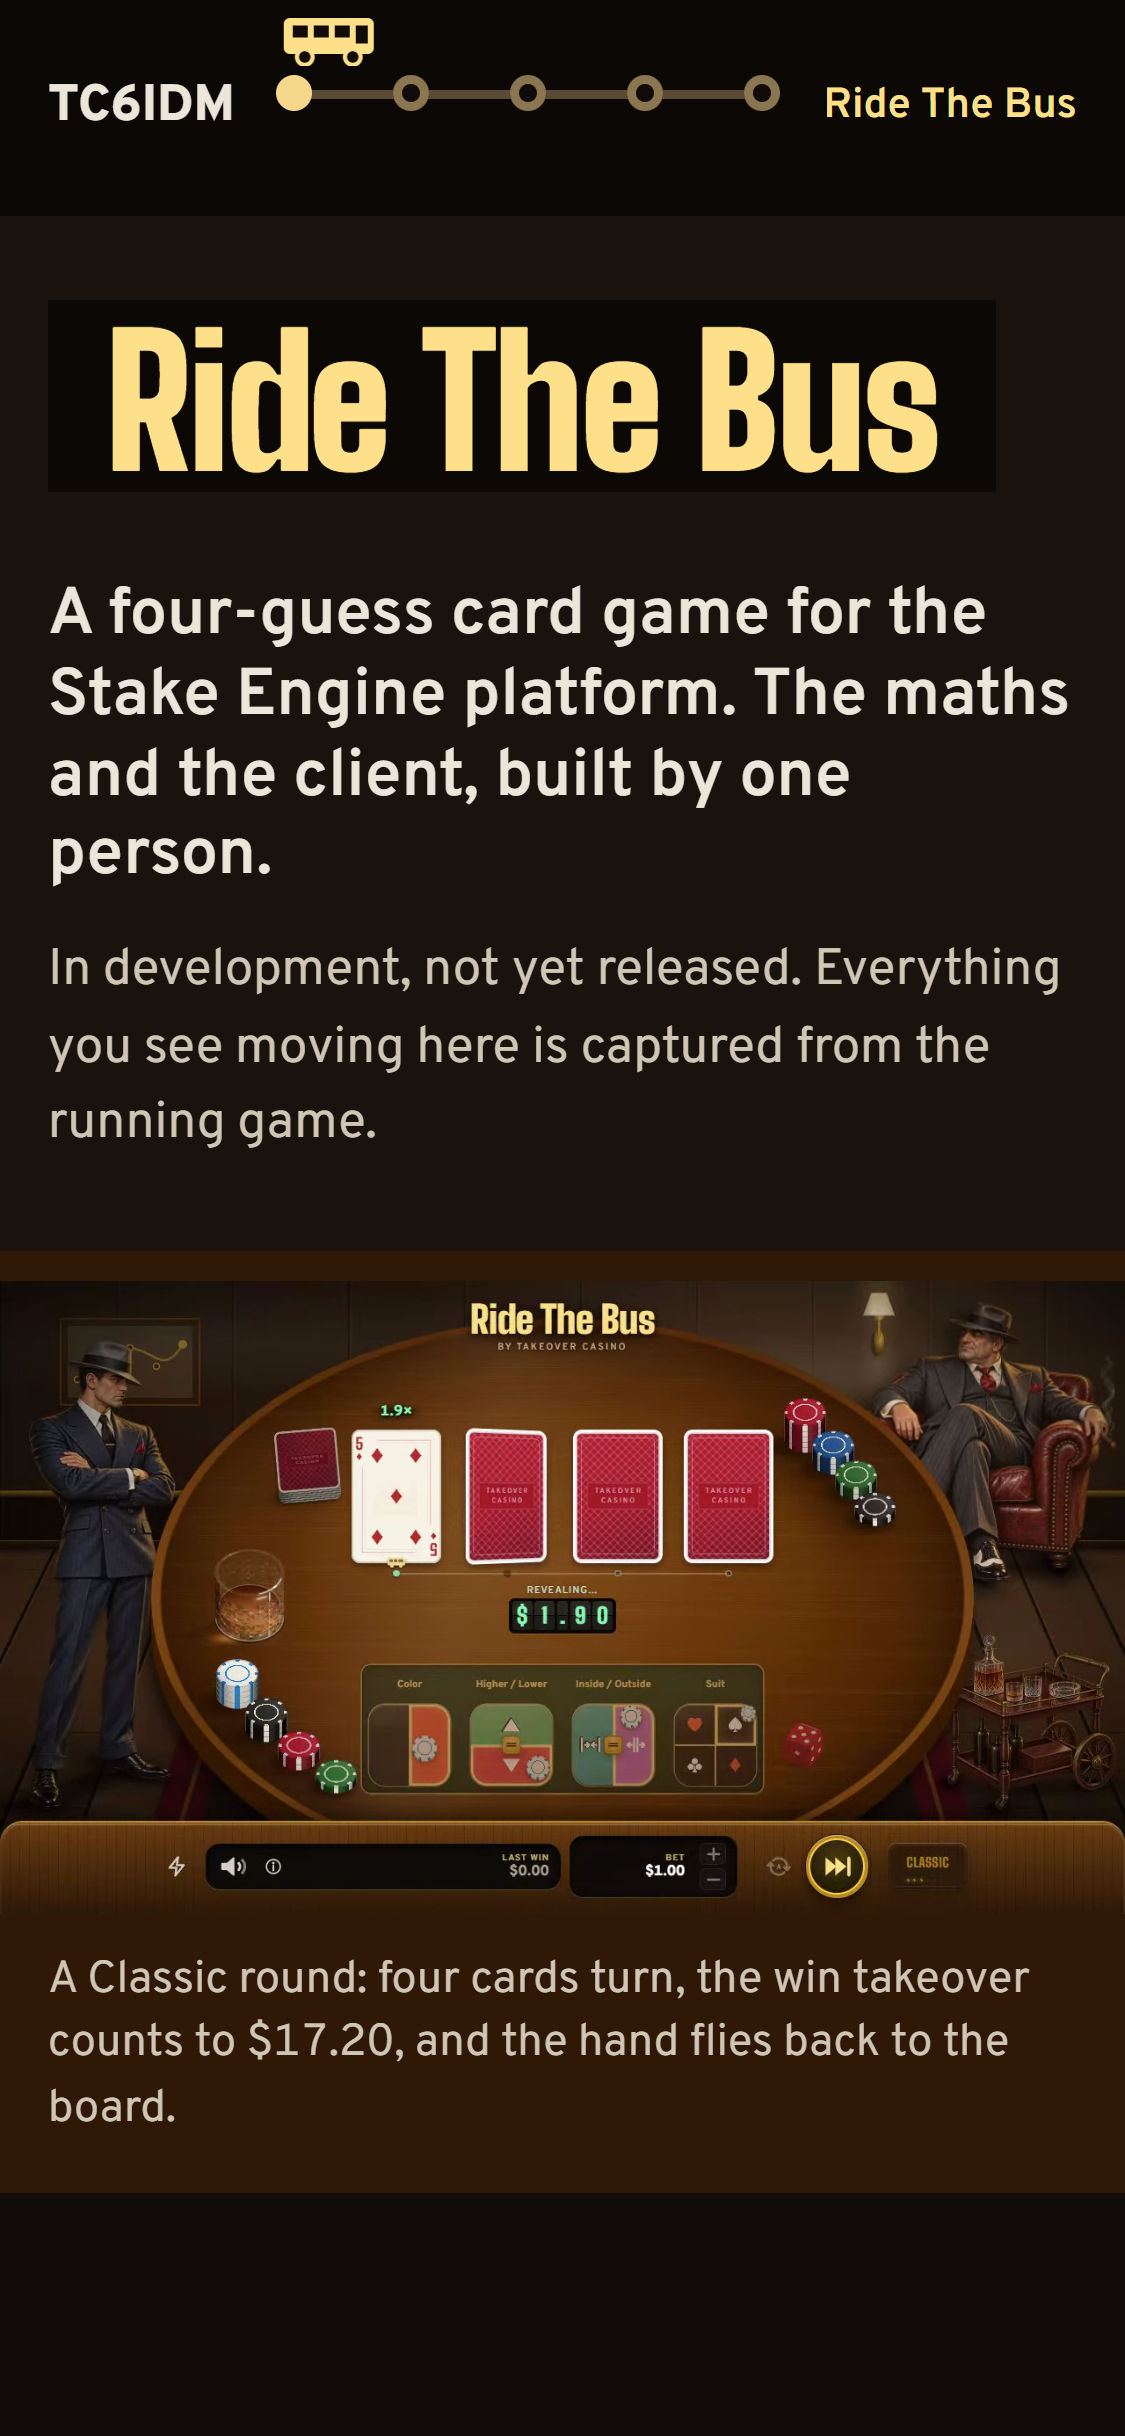 TC6IDM
Ride The Bus
Ride The Bus
A four-guess card game for the
Stake Engine platform. The maths
and the client, built by one
person.
In development, not yet released. Everything
you see moving here is captured from the
running game.
Ride The Bus
BY TAKEOVER CASINO
1.9×
5
5
TAKEOVER
CASINO
TAKEOVER
CASINO
TAKEOVER
CASINO
REVEALING...
$1.90
Color
Higher / Lower
Inside / Outside
Suit
LAST WIN
$0.00
BET
$1.00
CLASSIC
A Classic round: four cards turn, the win takeover
counts to $17.20, and the hand flies back to the
board.